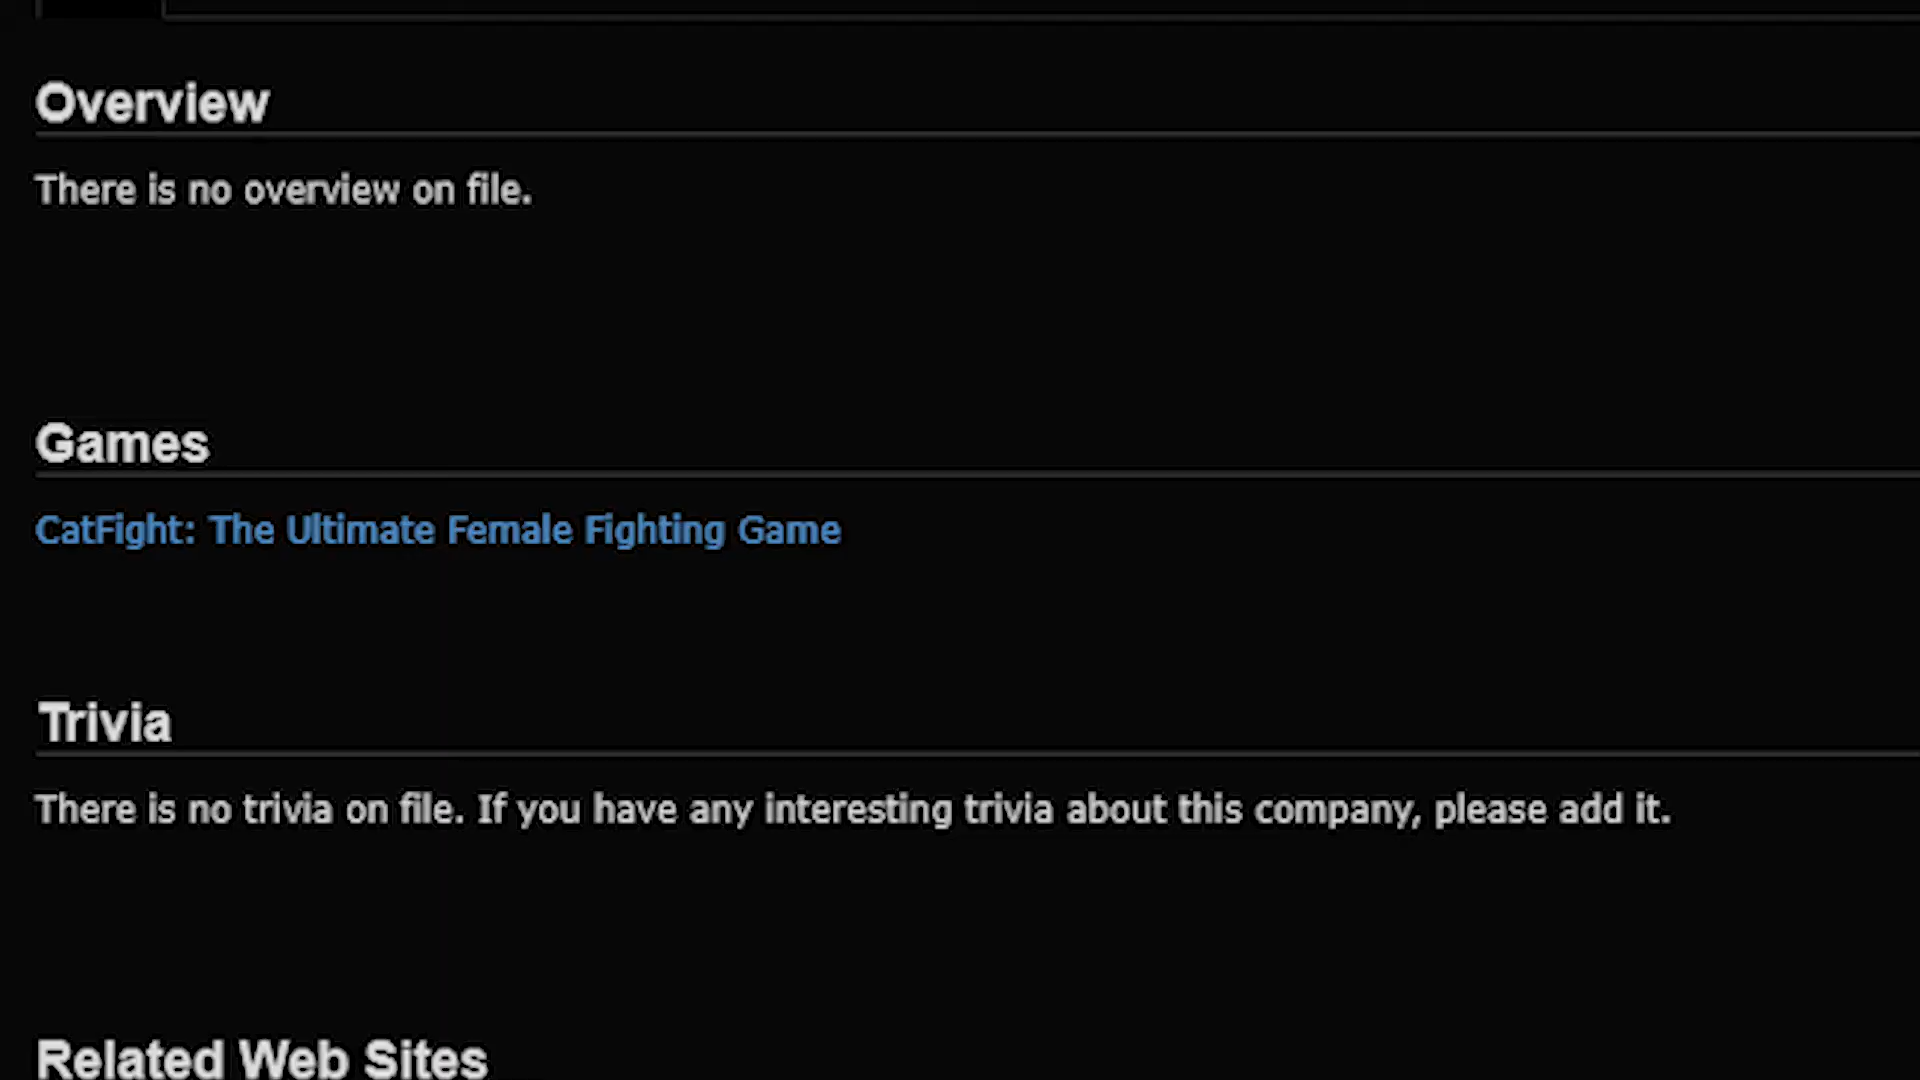 Overview
There is no overview on file.
Games
CatFight: The Ultimate Female Fighting Game
Trivia
There is no trivia on file. If you have any interesting trivia about this company, please add it.
Related Web Sites